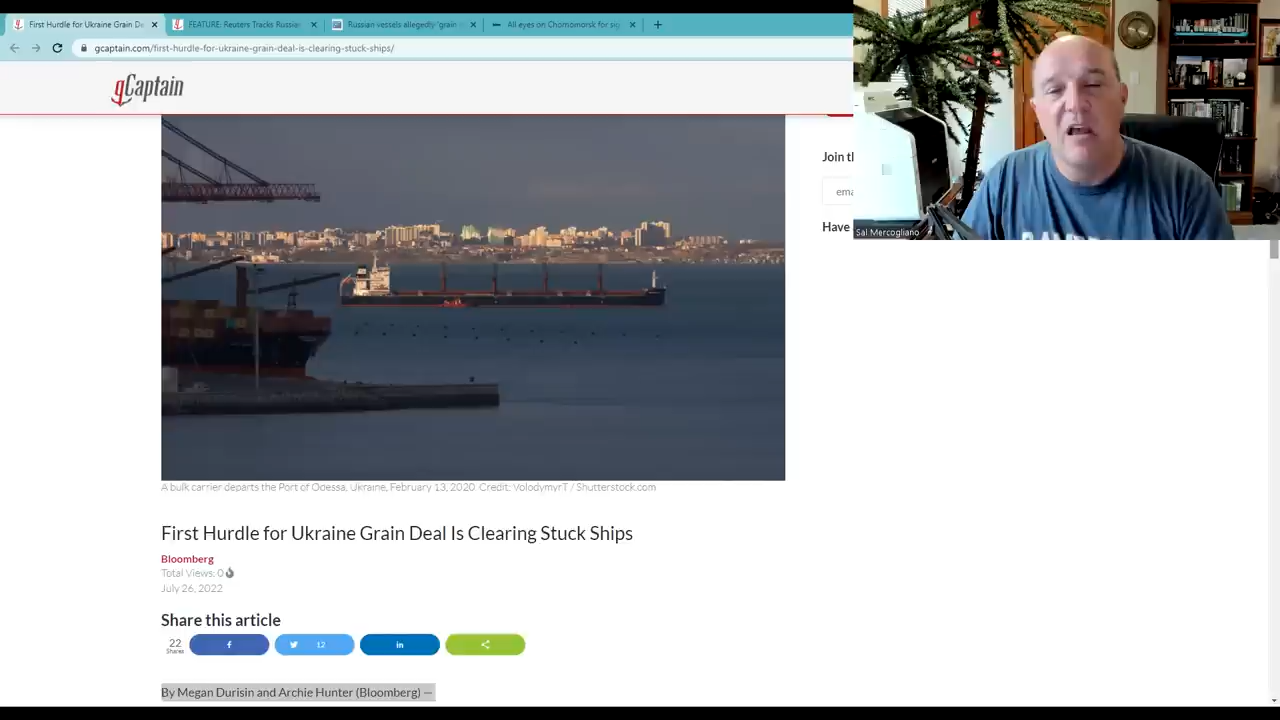 First Hurdle for Ukraine Grain De
FEATURE: Reuters Tracks Russian
Russian vessels allegedly "grain
All eyes on Chornomorsk for sig
gcaptain.com/first-hurdle-for-ukraine-grain-deal-is-clearing-stuck-ships/
gCaptain
Join th
ema
Have
Sal Mercogliano
A bulk carrier departs the Port of Odessa, Ukraine, February 13, 2020 Credit: VolodymyrT / Shutterstock.com
First Hurdle for Ukraine Grain Deal Is Clearing Stuck Ships
Bloomberg
Total Views: 0
July 26, 2022
Share this article
22
Shares
12
By Megan Durisin and Archie Hunter (Bloomberg) —